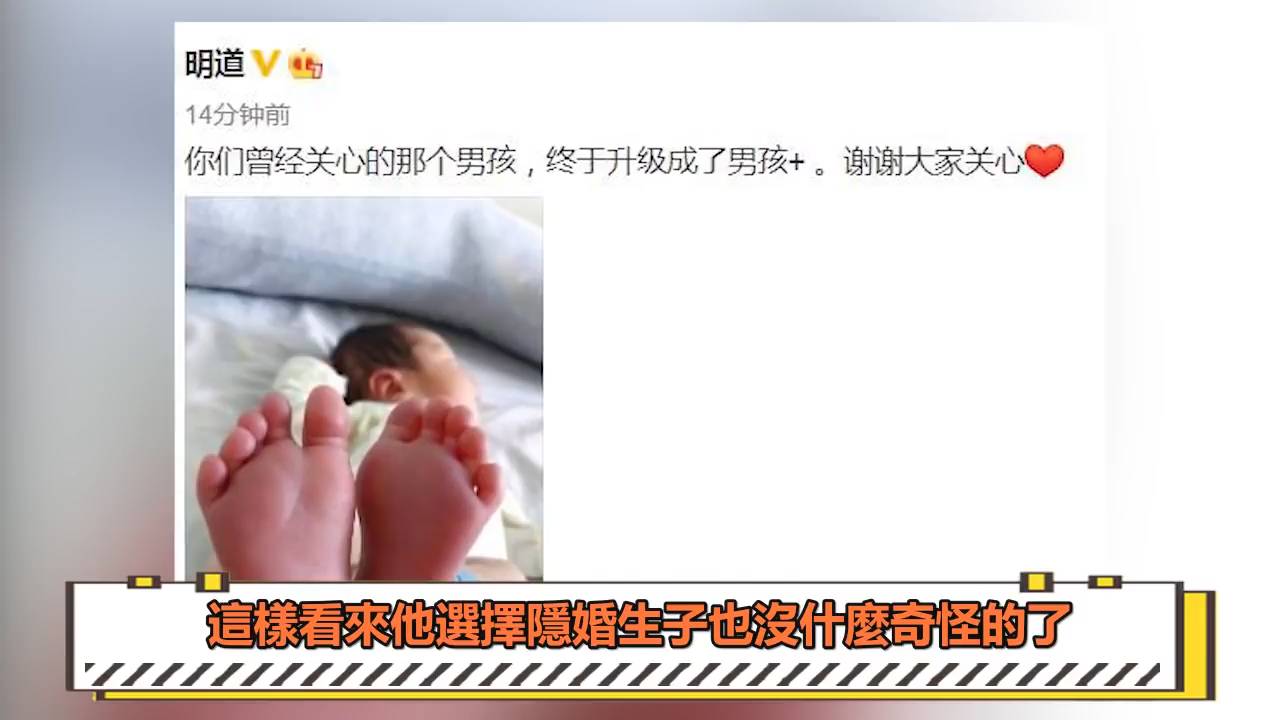 明道
14分钟前
你们曾经关心的那个男孩，终于升级成了男孩+。谢谢大家关心
這樣看來他選擇隱婚生子也沒什麼奇怪的了